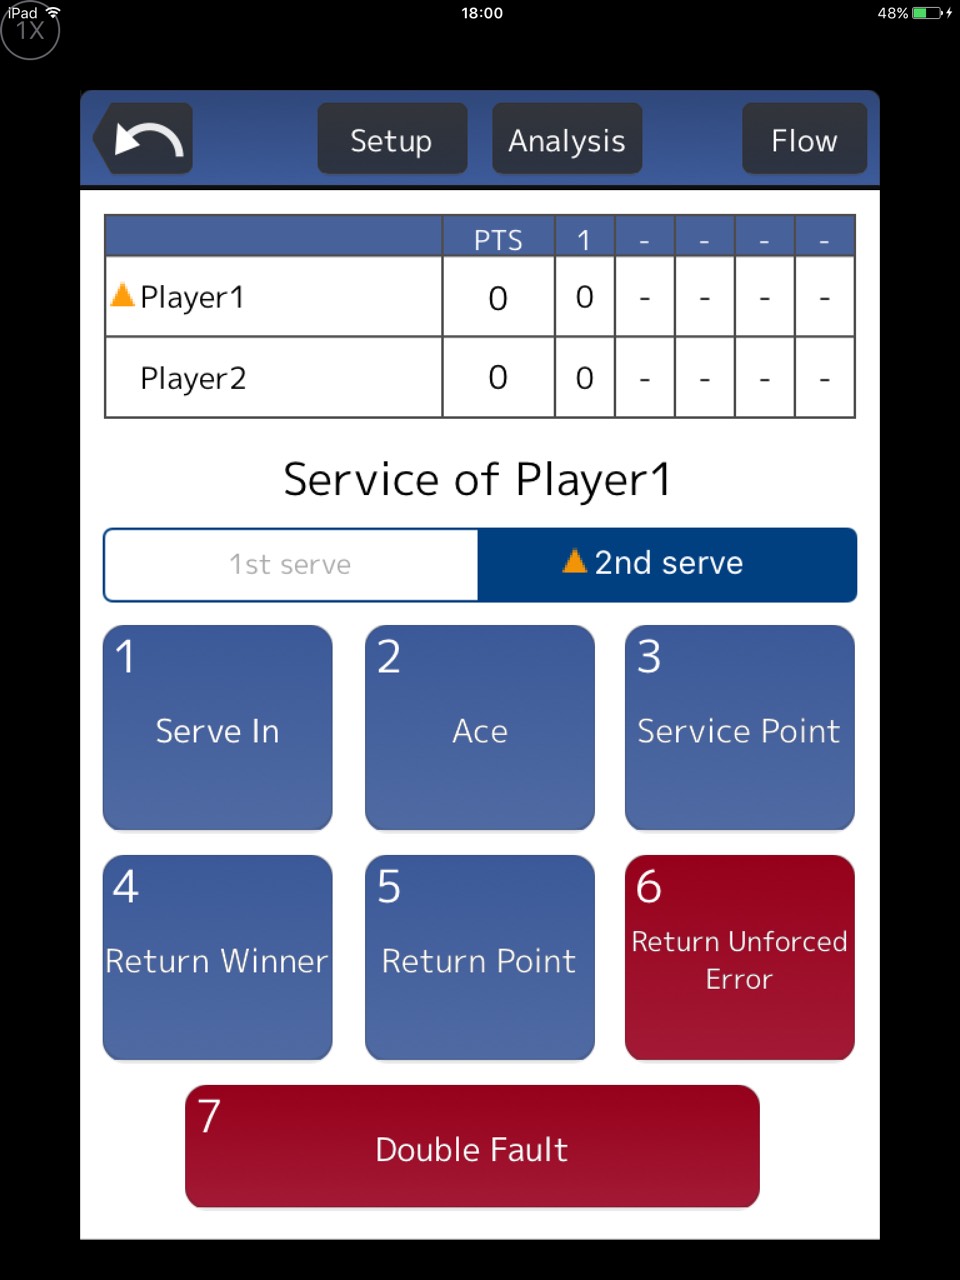 iPad 18:00 48%
1X
Setup Analysis Flow
PTS 1 - - - -
Player1 0 0 - - - -
Player2 0 0 - - - -
Service of Player1
1st serve 2nd serve
1 2 3
Serve In Ace Service Point
4 5 6
Return Winner Return Point Return Unforced
Error
7
Double Fault